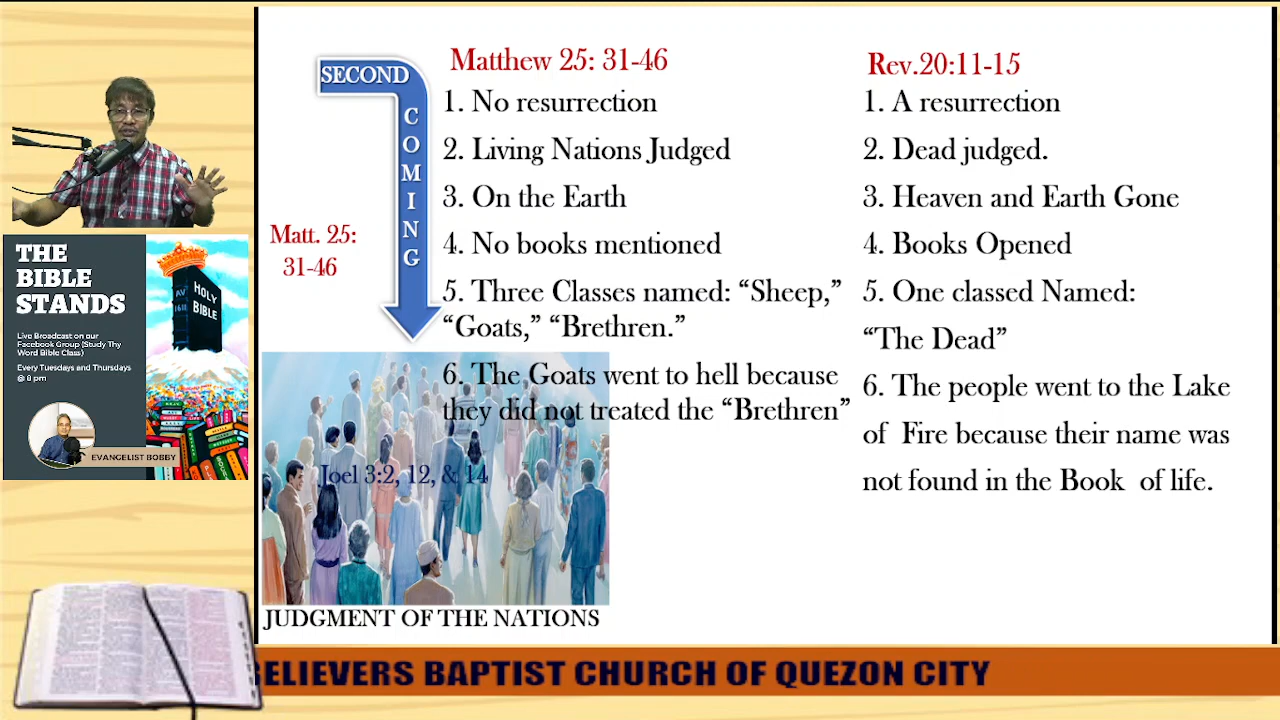 SECOND
COMING
Matt. 25:
31-46
Matthew 25: 31-46
1. No resurrection
2. Living Nations Judged
3. On the Earth
4. No books mentioned
5. Three Classes named: “Sheep,”
“Goats,” “Brethren.”
6. The Goats went to hell because
they did not treated the “Brethren”
Joel 3:2, 12, & 14
JUDGMENT OF THE NATIONS
Rev.20:11-15
1. A resurrection
2. Dead judged.
3. Heaven and Earth Gone
4. Books Opened
5. One classed Named:
“The Dead”
6. The people went to the Lake
of Fire because their name was
not found in the Book of life.
THE
BIBLE
STANDS
Live Broadcast on our
Facebook Group (Study Thy
Word Bible Class)
Every Tuesdays and Thursdays
@ 8 pm
EVANGELIST BOBBY
AV
1611
HOLY
BIBLE
BELIEVERS BAPTIST CHURCH OF QUEZON CITY